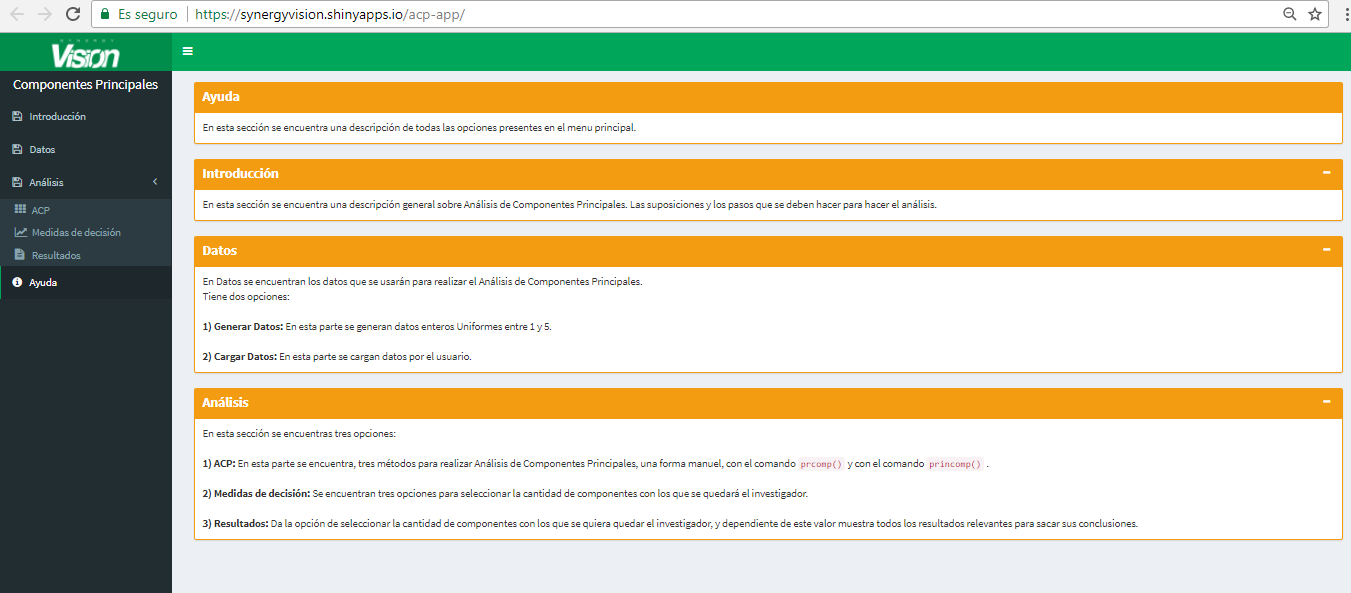 Es seguro
https://synergyvision.shinyapps.io/acp-app/
SYNERGY
Vision
Componentes Principales
Introducción
Datos
Análisis
ACP
Medidas de decisión
Resultados
Ayuda
Ayuda
En esta sección se encuentra una descripción de todas las opciones presentes en el menu principal.
Introducción
En esta sección se encuentra una descripción general sobre Análisis de Componentes Principales. Las suposiciones y los pasos que se deben hacer para hacer el análisis.
Datos
En Datos se encuentran los datos que se usarán para realizar el Análisis de Componentes Principales.
Tiene dos opciones:
1) Generar Datos: En esta parte se generan datos enteros Uniformes entre 1 y 5.
2) Cargar Datos: En esta parte se cargan datos por el usuario.
Análisis
En esta sección se encuentras tres opciones:
1) ACP: En esta parte se encuentra, tres métodos para realizar Análisis de Componentes Principales, una forma manuel, con el comando prcomp() y con el comando princomp() .
2) Medidas de decisión: Se encuentran tres opciones para seleccionar la cantidad de componentes con los que se quedará el investigador.
3) Resultados: Da la opción de seleccionar la cantidad de componentes con los que se quiera quedar el investigador, y dependiente de este valor muestra todos los resultados relevantes para sacar sus conclusiones.